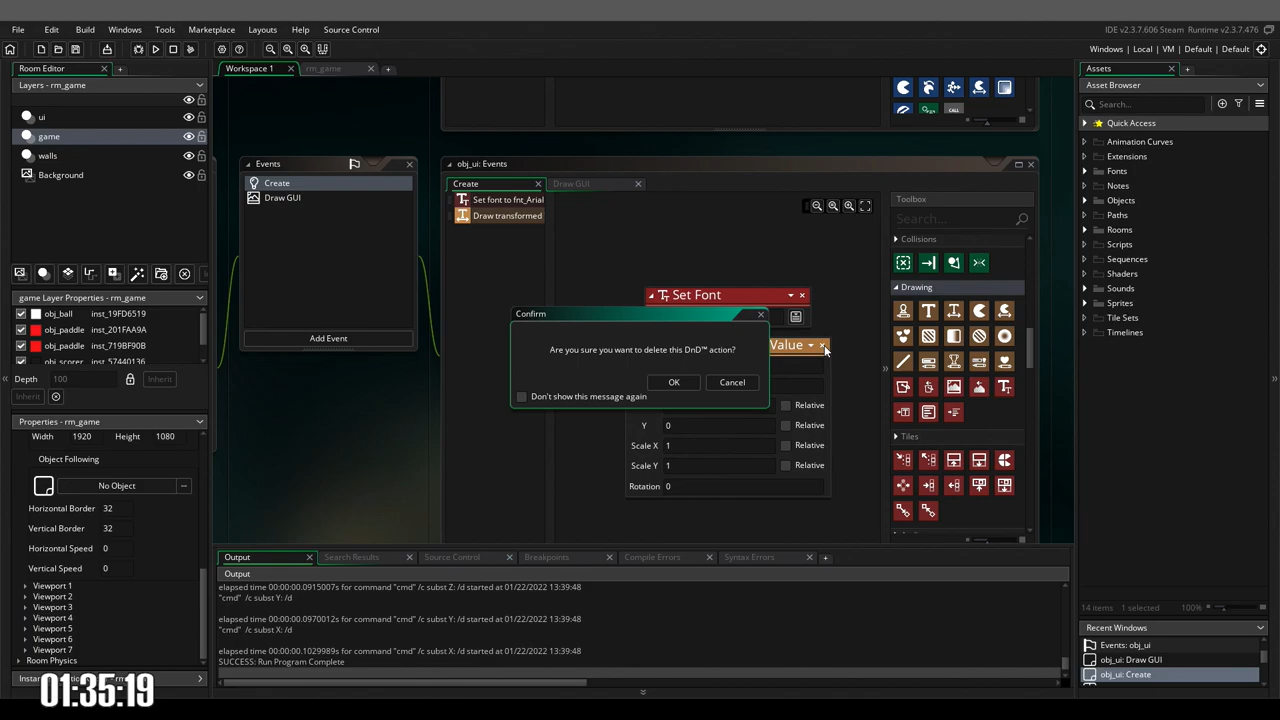 File Edit Build Windows Tools Marketplace Layouts Help Source Control
IDE v2.3.7.606 Steam Runtime v2.3.7.476
Windows | Local | VM | Default | Default
Room Editor
Workspace 1
rm_game
Assets
Layers - rm_game
Asset Browser
Search...
ui
game
walls
Background
Quick Access
Animation Curves
Extensions
Fonts
Notes
Objects
Paths
Rooms
Scripts
Sequences
Shaders
Sounds
Sprites
Tile Sets
Timelines
Events
Create
Draw GUI
Add Event
obj_ui: Events
Create
Draw GUI
Set font to fnt_Arial
Draw transformed
Toolbox
Search...
Collisions
Drawing
Tiles
CALL
Set Font
Value
Confirm
Are you sure you want to delete this DnD™ action?
OK
Cancel
Don't show this message again
Relative
Y 0 Relative
Scale X 1 Relative
Scale Y 1 Relative
Rotation 0
game Layer Properties - rm_game
obj_ball inst_19FD6519
obj_paddle inst_201FAA9A
obj_paddle inst_719BF90B
obj_scorer inst_57440136
Depth 100 Inherit
Inherit
Properties - rm_game
Width 1920 Height 1080
Object Following
No Object
Horizontal Border 32
Vertical Border 32
Horizontal Speed 0
Vertical Speed 0
Viewport 1
Viewport 2
Viewport 3
Viewport 4
Viewport 5
Viewport 6
Viewport 7
Room Physics
01:35:19
Output
Search Results
Source Control
Breakpoints
Compile Errors
Syntax Errors
Output
elapsed time 00:00:00.0915007s for command "cmd" /c subst Z: /d started at 01/22/2022 13:39:48
"cmd" /c subst Y: /d
elapsed time 00:00:00.0970012s for command "cmd" /c subst Y: /d started at 01/22/2022 13:39:48
"cmd" /c subst X: /d
elapsed time 00:00:00.1029989s for command "cmd" /c subst X: /d started at 01/22/2022 13:39:48
SUCCESS: Run Program Complete
14 items 1 selected 100%
Recent Windows
Events: obj_ui
obj_ui: Draw GUI
obj_ui: Create